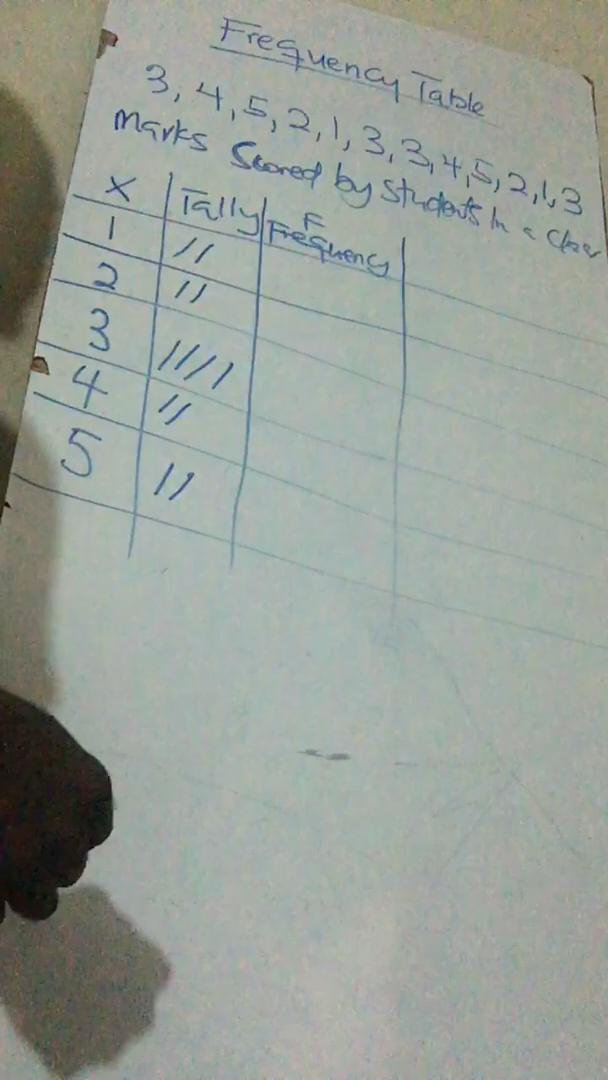 Frequency Table
3, 4, 5, 2, 1, 3, 3, 4, 5, 2, 1, 3
Marks Scored by Students in a class
X Tally F Frequency
1 //
2 //
3 ////
4 //
5 //